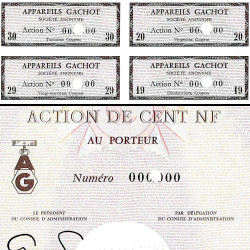 APPAREILS GACHOT
SOCIÉTÉ ANONYME
Action N° 00 .00
30 30
Trentième Coupon
APPAREILS GACHOT
SOCIÉTÉ ANONYME
Action N° 00 .00
20 20
Vingtième Coupon
APPAREILS GACHOT
SOCIÉTÉ ANONYME
Action N° 00 .00
29 29
APPAREILS GACHOT
SOCIÉTÉ ANONYME
Action N° 00 .00
19 19
ACTION DE CENT NF
AU PORTEUR
Numéro 000.000
AG
LE PRÉSIDENT
DU CONSEIL D'ADMINISTRATION
PAR DÉLÉGATION
DU CONSEIL D'ADMINISTRATION